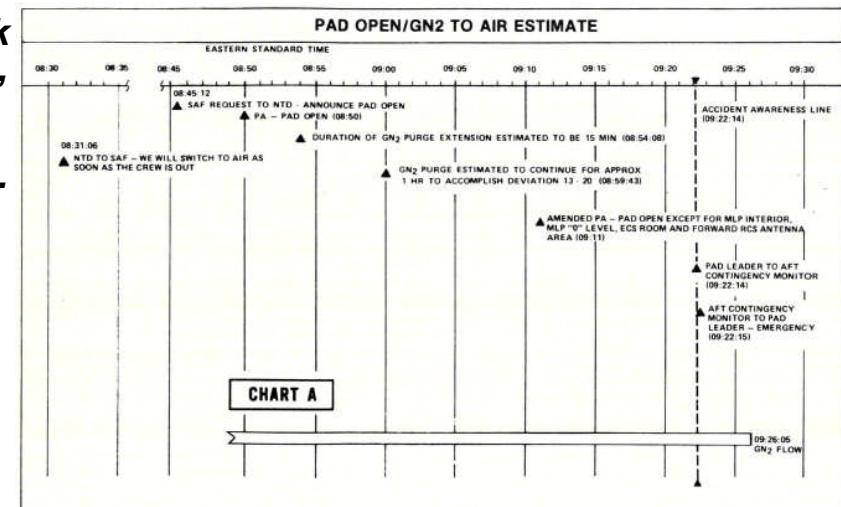 k
,
PAD OPEN/GN2 TO AIR ESTIMATE
EASTERN STANDARD TIME
08:30 08:35 08:45 08:50 08:55 09:00 09:05 09:10 09:15 09:20 09:25 09:30
08:45:12
SAF REQUEST TO NTD - ANNOUNCE PAD OPEN
PA – PAD OPEN (08:50)
ACCIDENT AWARENESS LINE
(09:22:14)
DURATION OF GN2 PURGE EXTENSION ESTIMATED TO BE 15 MIN (08:54:08)
08:31:06
NTD TO SAF – WE WILL SWITCH TO AIR AS
SOON AS THE CREW IS OUT
GN2 PURGE ESTIMATED TO CONTINUE FOR APPROX
1 HR TO ACCOMPLISH DEVIATION 13 - 20 (08:59:43)
AMENDED PA – PAD OPEN EXCEPT FOR MLP INTERIOR,
MLP "0" LEVEL, ECS ROOM AND FORWARD RCS ANTENNA
AREA (09:11)
PAD LEADER TO AFT
CONTINGENCY MONITOR
(09:22:14)
AFT CONTINGENCY
MONITOR TO PAD
LEADER – EMERGENCY
(09:22:15)
CHART A
09:26:05
GN2 FLOW